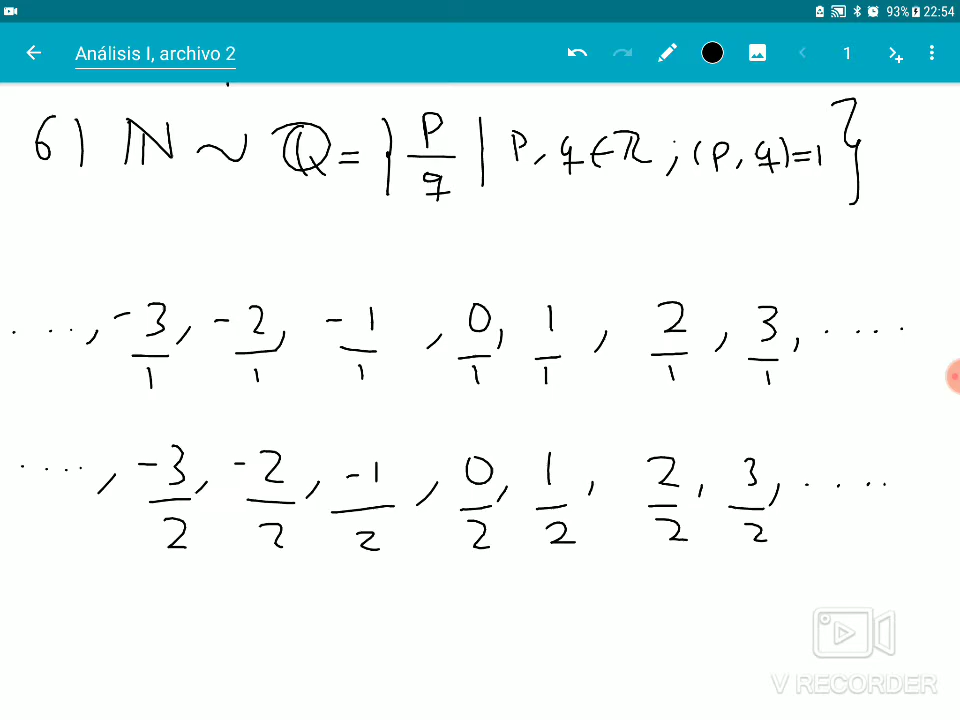 93% 22:54
Análisis I, archivo 2
1
6) ℕ ~ ℚ = { p/q | p, q ∈ ℤ ; (p, q) = 1 }
...., -3/1, -2/1, -1/1, 0/1, 1/1, 2/1, 3/1, ....
...., -3/2, -2/2, -1/2, 0/2, 1/2, 2/2, 3/2, ....
V RECORDER